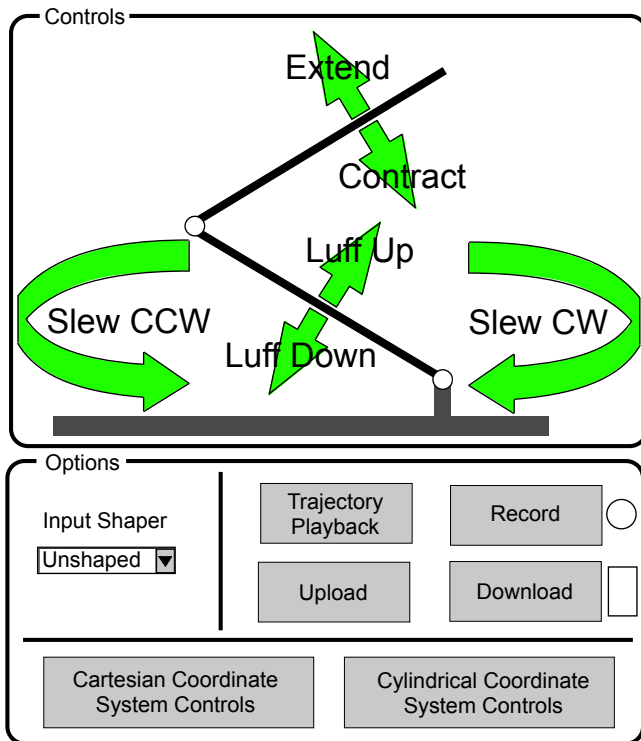 Controls
Extend
Contract
Luff Up
Slew CCW
Slew CW
Luff Down
Options
Input Shaper
Unshaped
Trajectory
Playback
Record
Upload
Download
Cartesian Coordinate
System Controls
Cylindrical Coordinate
System Controls